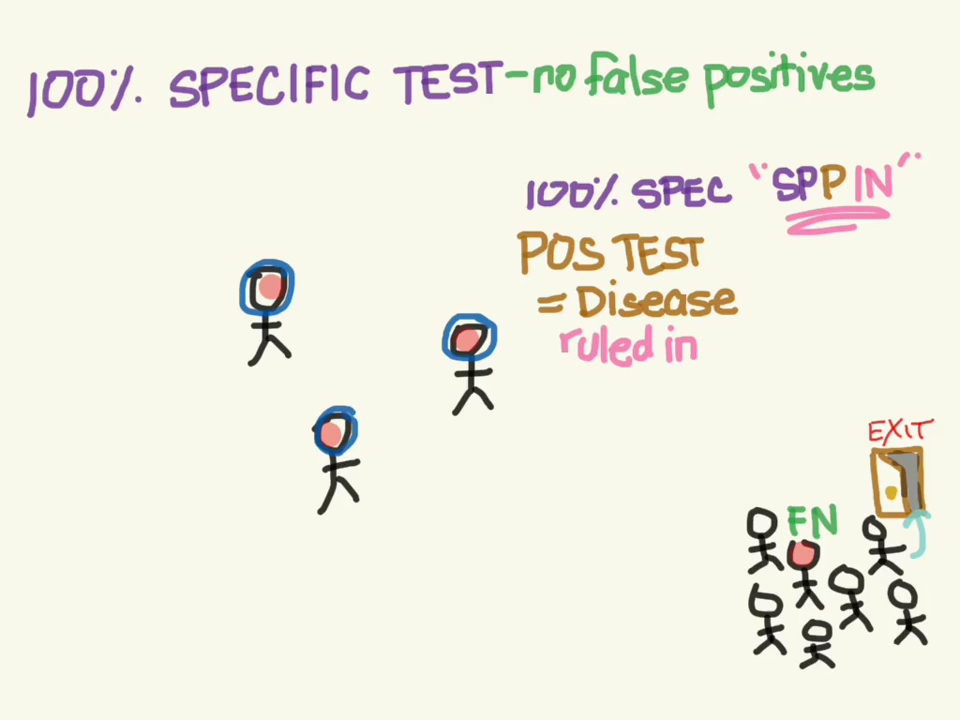 100% SPECIFIC TEST-no false positives
100% SPEC "SPPIN"
POS TEST
= Disease
ruled in
EXIT
FN